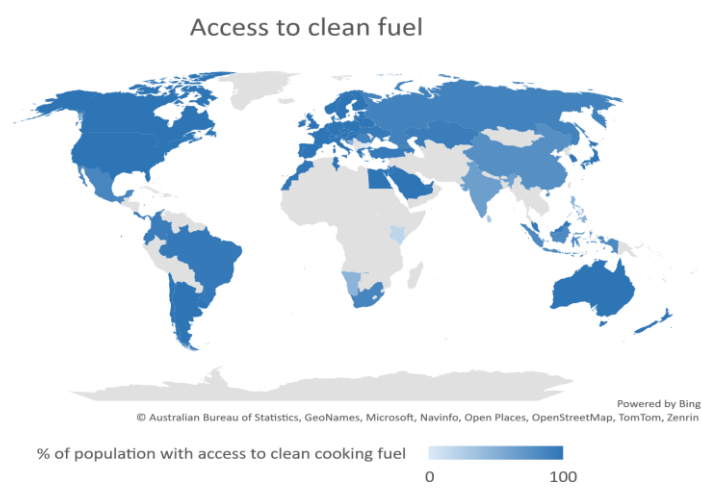 Access to clean fuel
Powered by Bing
© Australian Bureau of Statistics, GeoNames, Microsoft, Navinfo, Open Places, OpenStreetMap, TomTom, Zenrin
% of population with access to clean cooking fuel
0 100